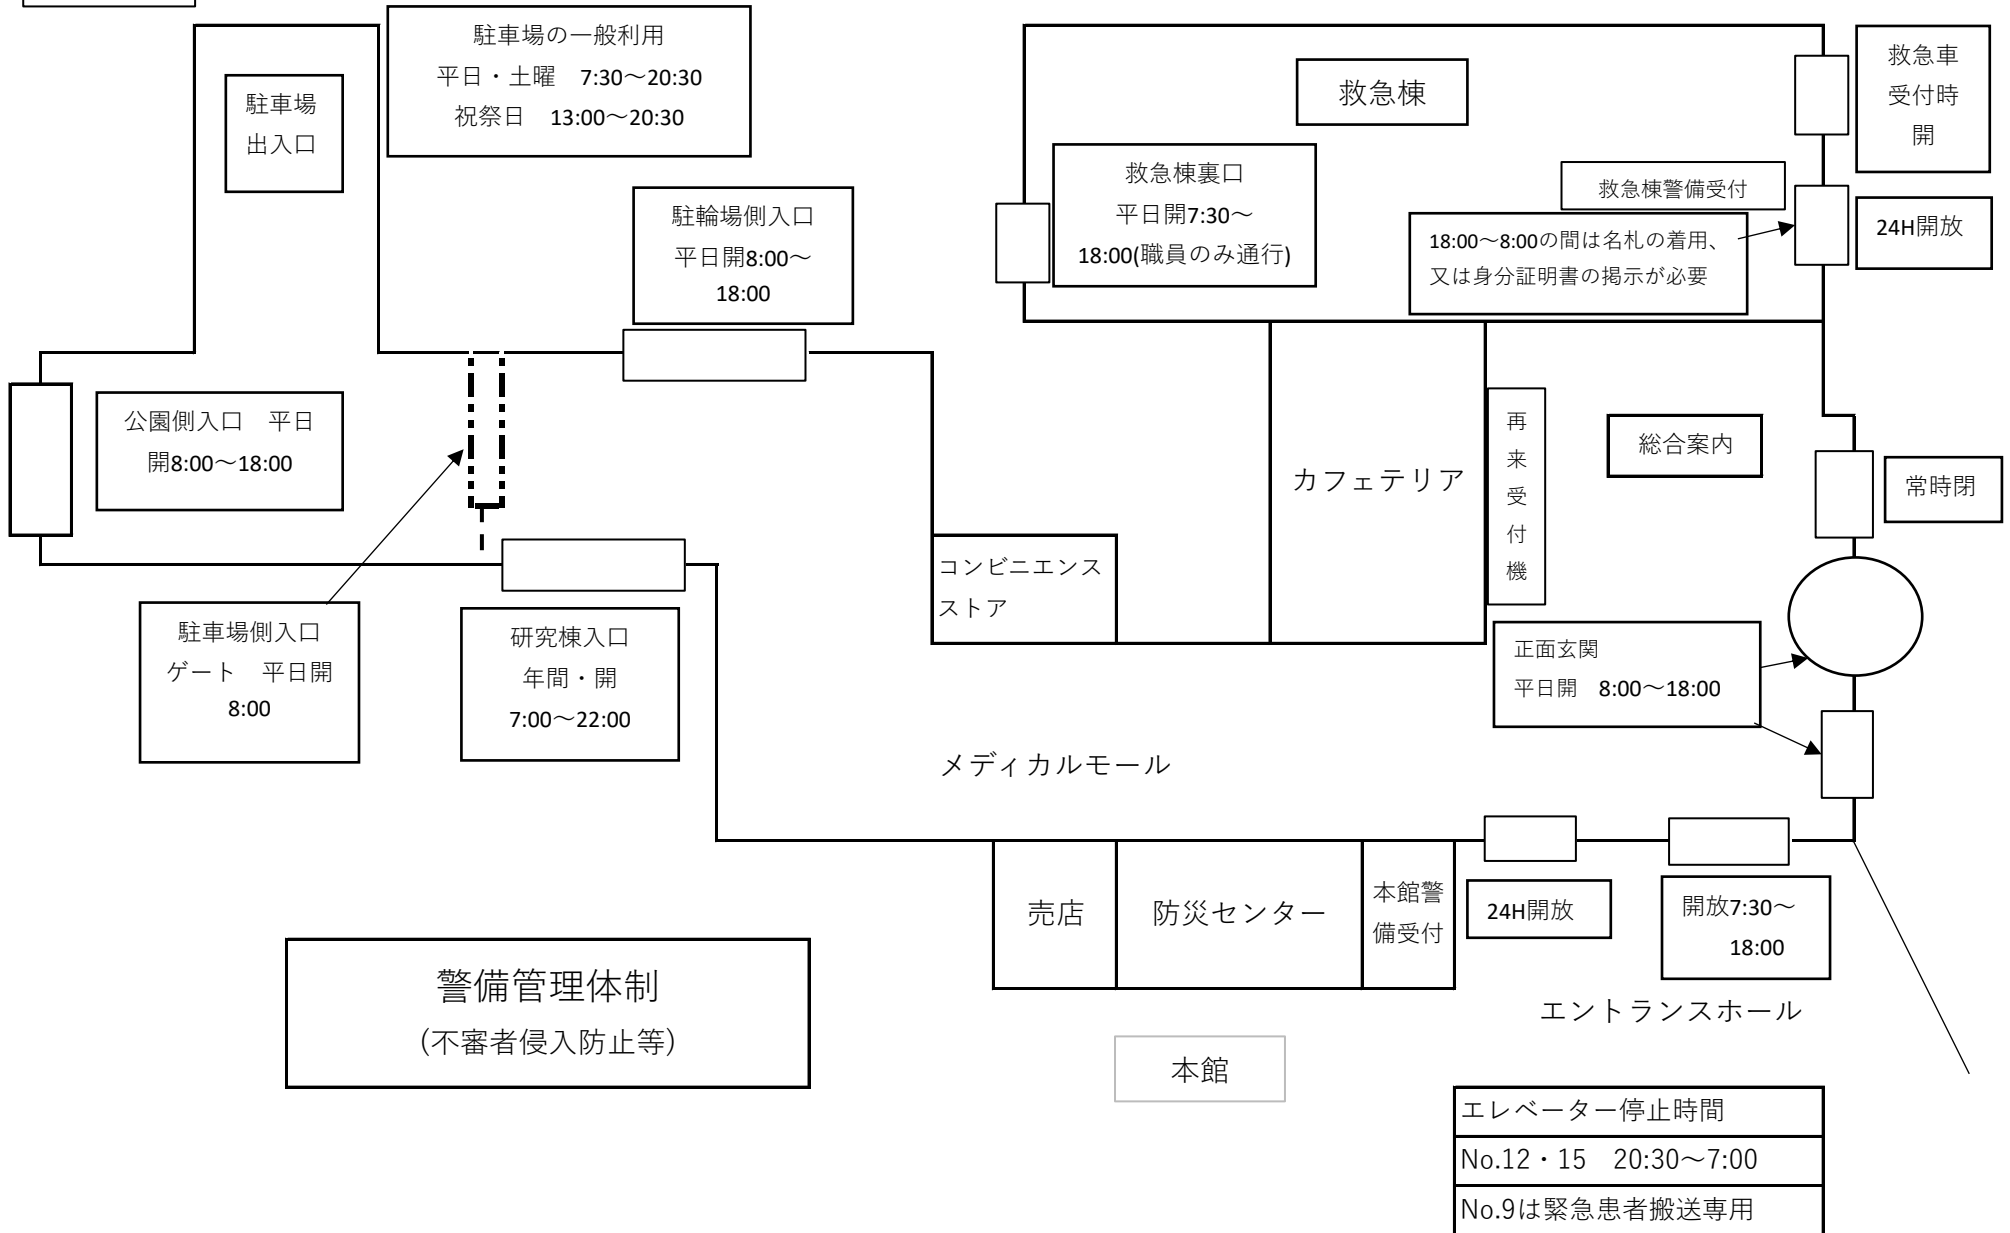 駐車場の一般利用
平日・土曜　7:30～20:30
祝祭日　13:00～20:30
駐車場
出入口
救急棟
救急車
受付時
開
救急棟裏口
平日開7:30～
18:00(職員のみ通行)
救急棟警備受付
18:00～8:00の間は名札の着用、
又は身分証明書の掲示が必要
24H開放
駐輪場側入口
平日開8:00～
18:00
公園側入口　平日
開8:00～18:00
カフェテリア
再
来
受
付
機
総合案内
常時閉
コンビニエンス
ストア
駐車場側入口
ゲート　平日開
8:00
研究棟入口
年間・開
7:00～22:00
正面玄関
平日開　8:00～18:00
メディカルモール
売店
防災センター
本館警
備受付
24H開放
開放7:30～
18:00
エントランスホール
警備管理体制
(不審者侵入防止等)
本館
エレベーター停止時間
No.12・15　20:30～7:00
No.9は緊急患者搬送専用